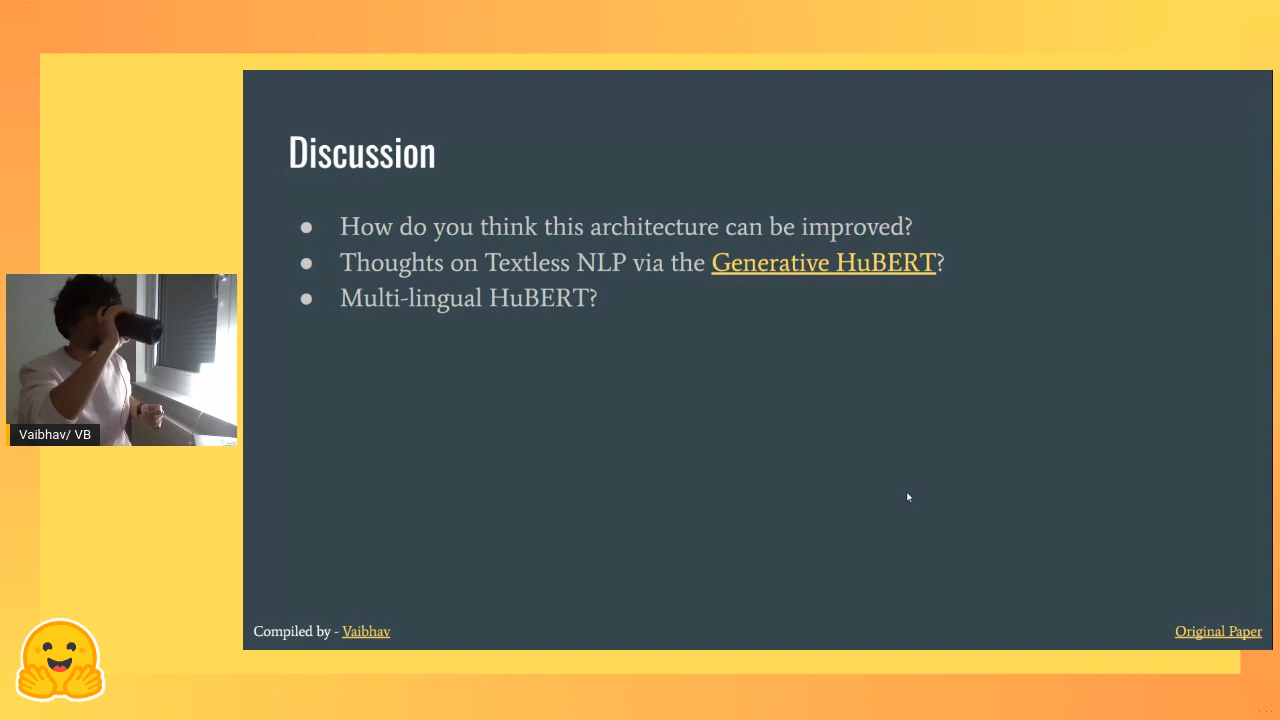 Discussion
● How do you think this architecture can be improved?
● Thoughts on Textless NLP via the Generative HuBERT?
● Multi-lingual HuBERT?
Vaibhav/ VB
Compiled by - Vaibhav
Original Paper